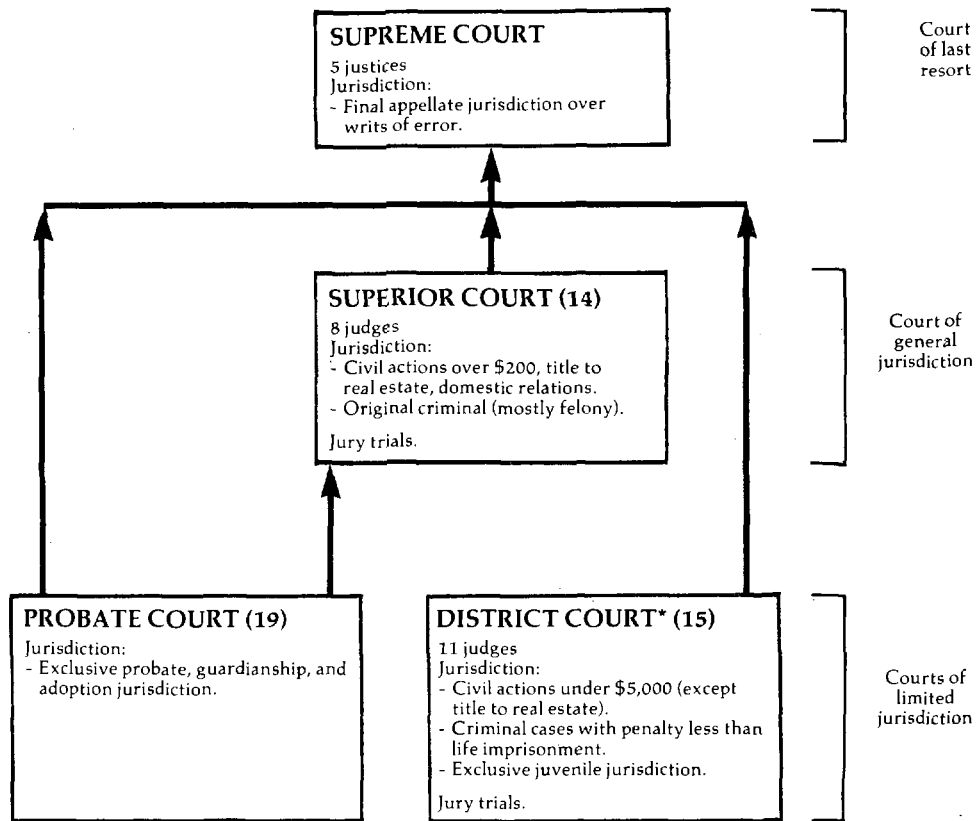 SUPREME COURT
5 justices
Jurisdiction:
- Final appellate jurisdiction over
writs of error.
Court
of last
resort
SUPERIOR COURT (14)
8 judges
Jurisdiction:
- Civil actions over $200, title to
real estate, domestic relations.
- Original criminal (mostly felony).
Jury trials.
Court of
general
jurisdiction
PROBATE COURT (19)
Jurisdiction:
- Exclusive probate, guardianship, and
adoption jurisdiction.
DISTRICT COURT* (15)
11 judges
Jurisdiction:
- Civil actions under $5,000 (except
title to real estate).
- Criminal cases with penalty less than
life imprisonment.
- Exclusive juvenile jurisdiction.
Jury trials.
Courts of
limited
jurisdiction